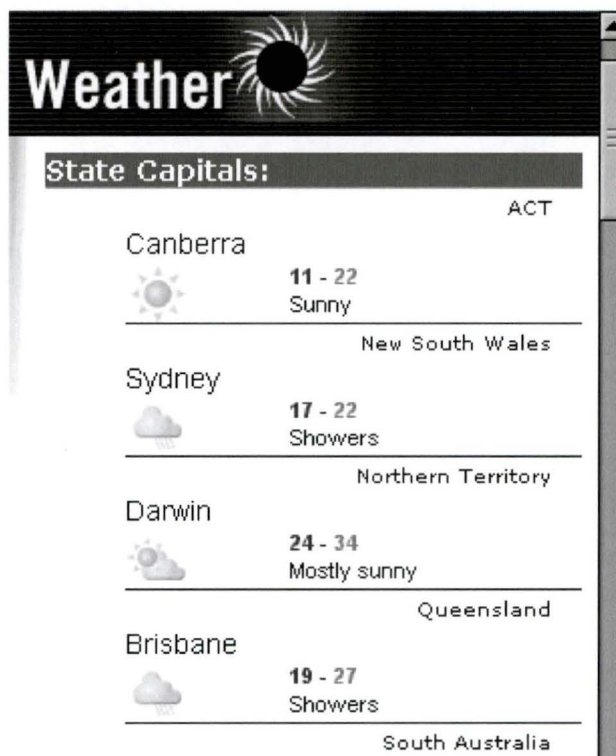 Weather
State Capitals:
ACT
Canberra
11 - 22
Sunny
New South Wales
Sydney
17 - 22
Showers
Northern Territory
Darwin
24 - 34
Mostly sunny
Queensland
Brisbane
19 - 27
Showers
South Australia